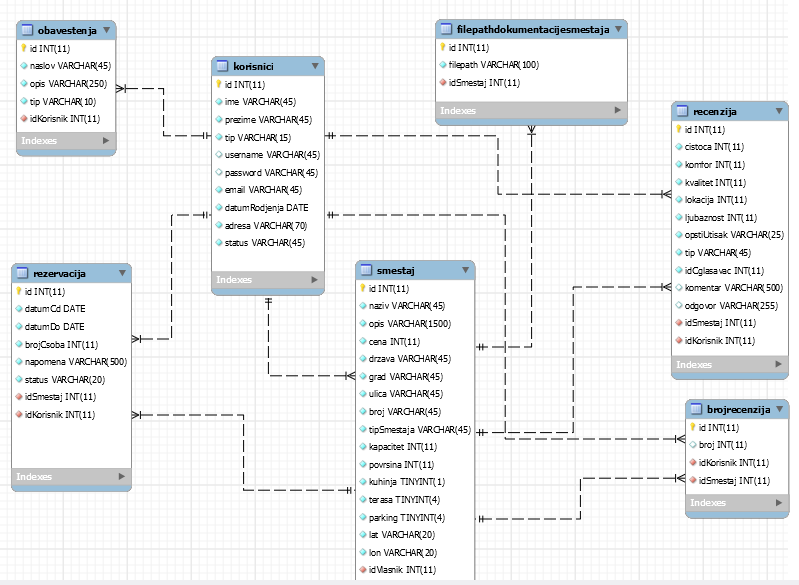 obavestenja
id INT(11)
naslov VARCHAR(45)
opis VARCHAR(250)
tip VARCHAR(10)
idKorisnik INT(11)
Indexes
korisnici
id INT(11)
ime VARCHAR(45)
prezime VARCHAR(45)
tip VARCHAR(15)
username VARCHAR(45)
password VARCHAR(45)
email VARCHAR(45)
datumRodjenja DATE
adresa VARCHAR(70)
status VARCHAR(45)
Indexes
filepathdokumentacijesmestaja
id INT(11)
filepath VARCHAR(100)
idSmestaj INT(11)
Indexes
recenzija
id INT(11)
cistoca INT(11)
komfor INT(11)
kvalitet INT(11)
lokacija INT(11)
ljubaznost INT(11)
opstiUtisak VARCHAR(25)
tip VARCHAR(45)
idOglasavac INT(11)
komentar VARCHAR(500)
odgovor VARCHAR(255)
idSmestaj INT(11)
idKorisnik INT(11)
Indexes
rezervacija
id INT(11)
datumOd DATE
datumDo DATE
brojOsoba INT(11)
napomena VARCHAR(500)
status VARCHAR(20)
idSmestaj INT(11)
idKorisnik INT(11)
Indexes
smestaj
id INT(11)
naziv VARCHAR(45)
opis VARCHAR(1500)
cena INT(11)
drzava VARCHAR(45)
grad VARCHAR(45)
ulica VARCHAR(45)
broj VARCHAR(45)
tipSmestaja VARCHAR(45)
kapacitet INT(11)
povrsina INT(11)
kuhinja TINYINT(1)
terasa TINYINT(4)
parking TINYINT(4)
lat VARCHAR(20)
lon VARCHAR(20)
idVlasnik INT(11)
brojrecenzija
id INT(11)
broj INT(11)
idKorisnik INT(11)
idSmestaj INT(11)
Indexes